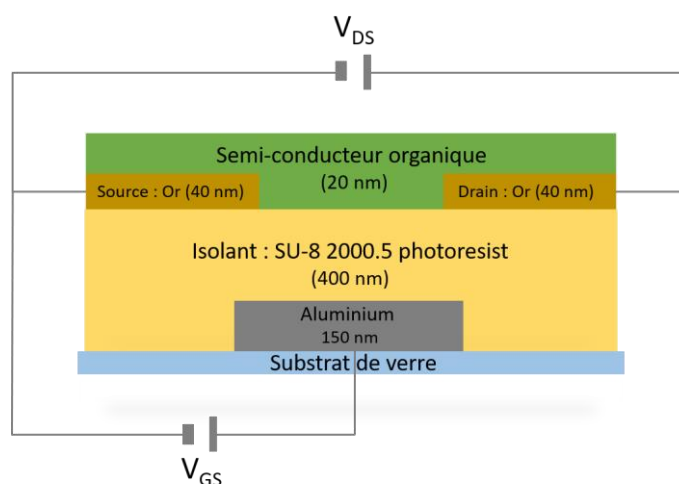 V_DS
Semi-conducteur organique
(20 nm)
Source : Or (40 nm)
Drain : Or (40 nm)
Isolant : SU-8 2000.5 photoresist
(400 nm)
Aluminium
150 nm
Substrat de verre
V_GS